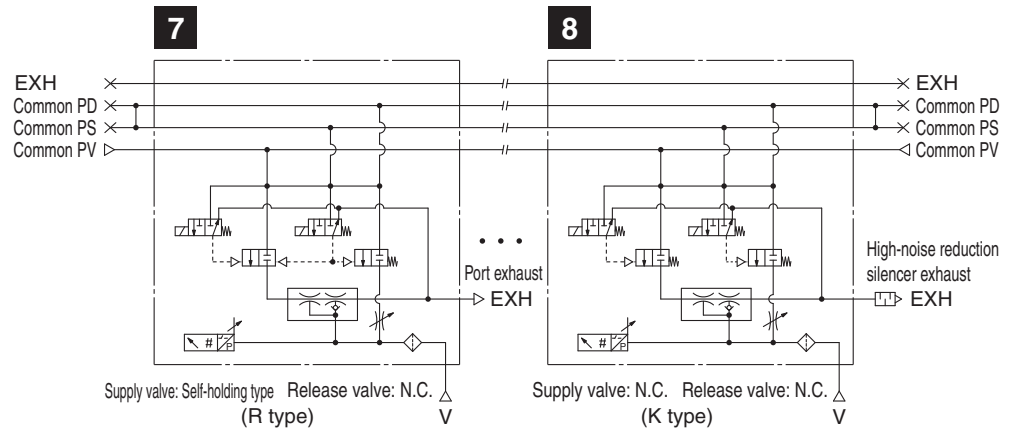 7
8
EXH
EXH
Common PD
Common PD
Common PS
Common PS
Common PV
Common PV
Port exhaust
EXH
High-noise reduction
silencer exhaust
EXH
# P
# P
Supply valve: Self-holding type Release valve: N.C.
(R type)
V
Supply valve: N.C. Release valve: N.C.
(K type)
V